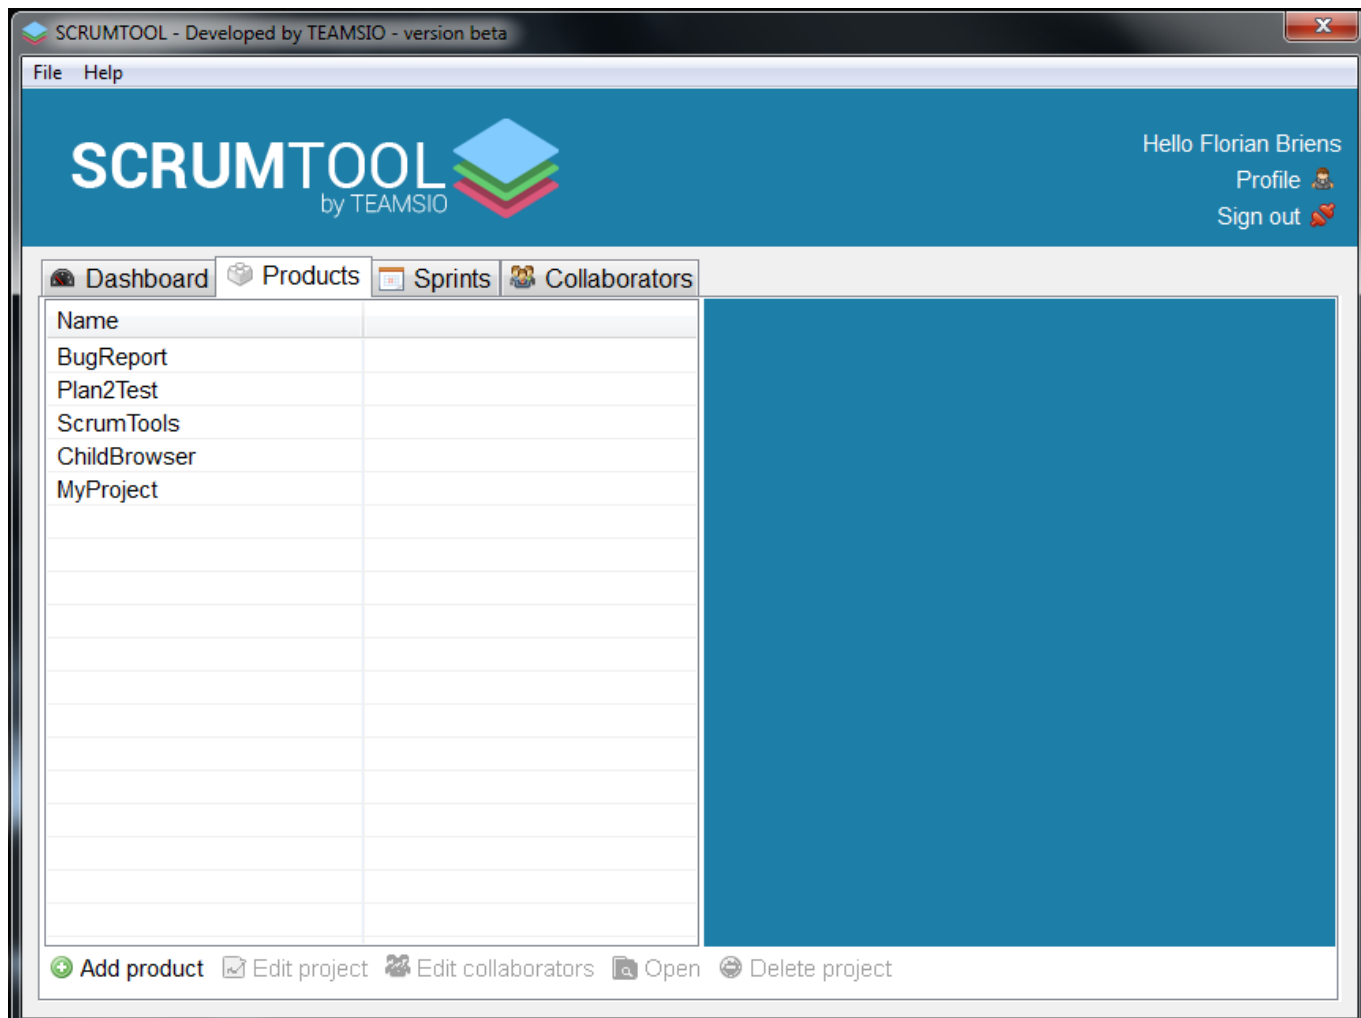 SCRUMTOOL - Developed by TEAMSIO - version beta
File Help
SCRUMTOOL
by TEAMSIO
Hello Florian Briens
Profile
Sign out
Dashboard Products Sprints Collaborators
Name
BugReport
Plan2Test
ScrumTools
ChildBrowser
MyProject
Add product Edit project Edit collaborators Open Delete project